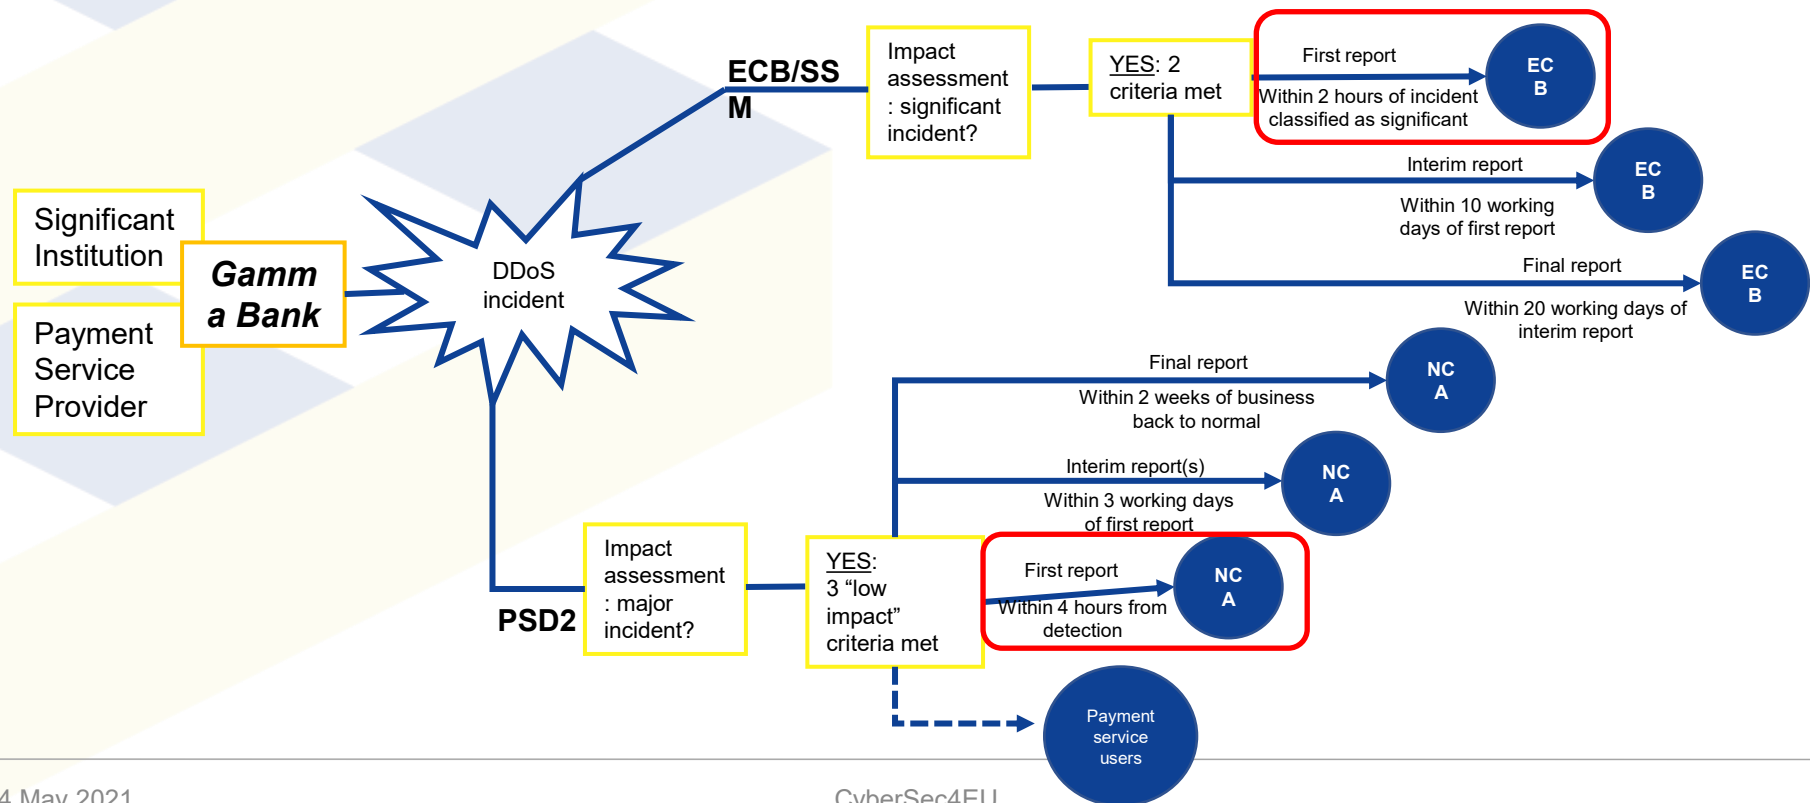 Significant
Institution
Payment
Service
Provider
Gamm
a Bank
DDoS
incident
ECB/SS
M
Impact
assessment
: significant
incident?
YES: 2
criteria met
First report
Within 2 hours of incident
classified as significant
EC
B
Interim report
Within 10 working
days of first report
EC
B
Final report
Within 20 working days of
interim report
EC
B
Final report
Within 2 weeks of business
back to normal
NC
A
Interim report(s)
Within 3 working days
of first report
NC
A
PSD2
Impact
assessment
: major
incident?
YES:
3 “low
impact”
criteria met
First report
Within 4 hours from
detection
NC
A
Payment
service
users
4 May 2021
CyberSec4EU